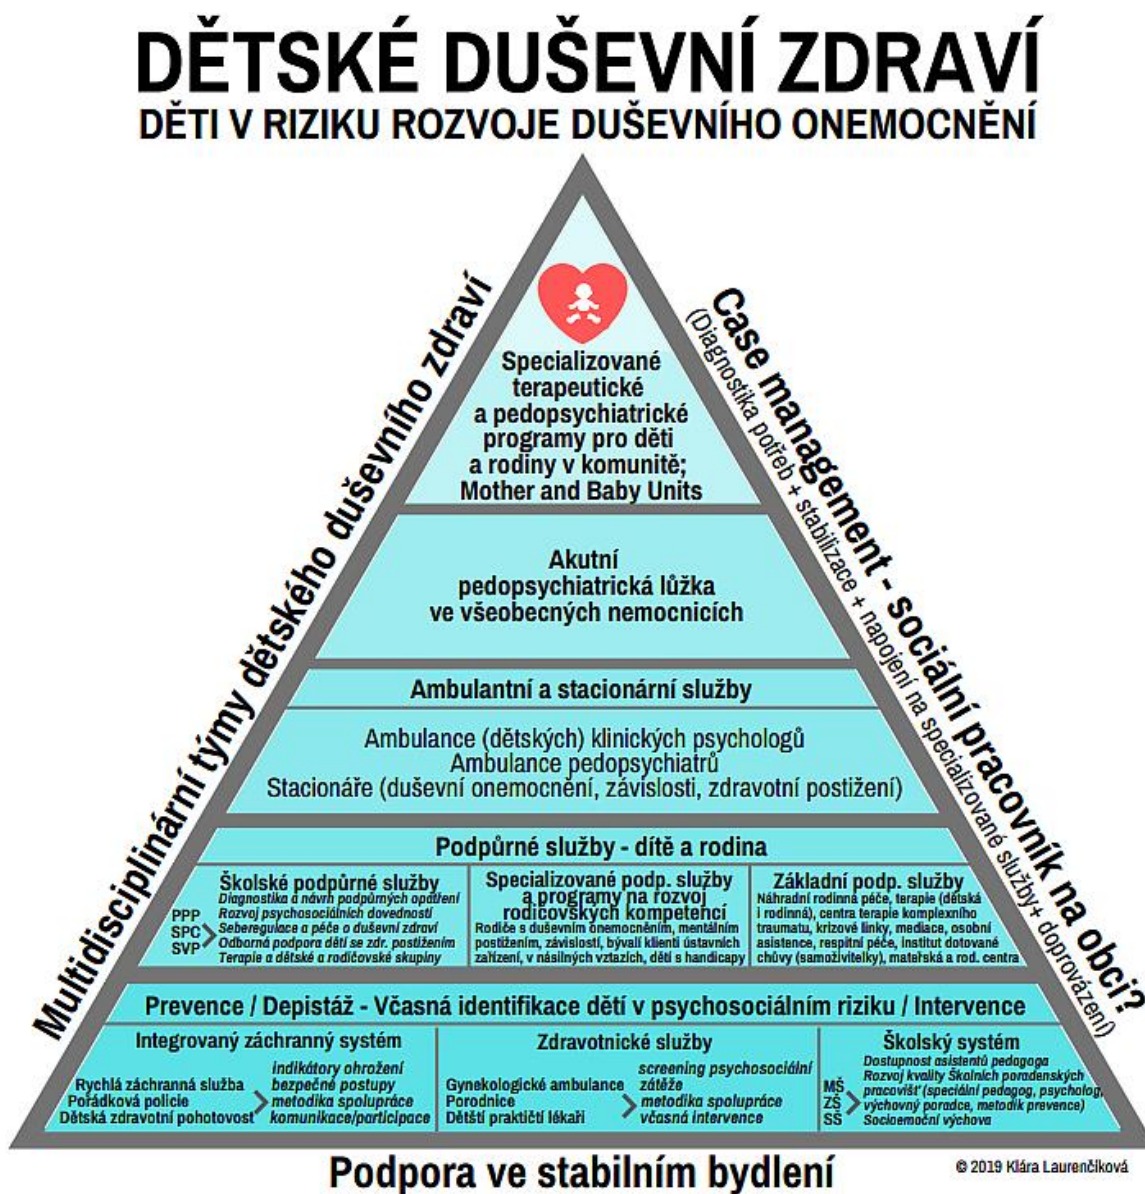 DĚTSKÉ DUŠEVNÍ ZDRAVÍ
DĚTI V RIZIKU ROZVOJE DUŠEVNÍHO ONEMOCNĚNÍ
Multidisciplinární týmy dětského duševního zdraví
Case management - sociální pracovník na obci?
(Diagnostika potřeb + stabilizace + napojení na specializované služby+ doprovázení)
Specializované
terapeutické
a pedopsychiatrické
programy pro děti
a rodiny v komunitě;
Mother and Baby Units
Akutní
pedopsychiatrická lůžka
ve všeobecných nemocnicích
Ambulantní a stacionární služby
Ambulance (dětských) klinických psychologů
Ambulance pedopsychiatrů
Stacionáře (duševní onemocnění, závislosti, zdravotní postižení)
Podpůrné služby - dítě a rodina
Školské podpůrné služby
PPP
SPC
SVP
Diagnostika a návrh podpůrných opatření
Rozvoj psychosociálních dovedností
Seberegulace a péče o duševní zdraví
Odborná podpora dětí se zdr. postižením
Terapie a dětské a rodičovské skupiny
Specializované podp. služby
a programy na rozvoj
rodičovských kompetencí
Rodiče s duševním onemocněním, mentálním
postižením, závislostí, bývalí klienti ústavních
zařízení, v násilných vztazích, děti s handicapy
Základní podp. služby
Náhradní rodinná péče, terapie (dětská
i rodinná), centra terapie komplexního
traumatu, krizové linky, mediace, osobní
asistence, respitní péče, institut dotované
chůvy (samoživitelky), mateřská a rod. centra
Prevence / Depistáž - Včasná identifikace dětí v psychosociálním riziku / Intervence
Integrovaný záchranný systém
Rychlá záchranná služba
Pořádková policie
Dětská zdravotní pohotovost
indikátory ohrožení
bezpečné postupy
metodika spolupráce
komunikace/participace
Zdravotnické služby
Gynekologické ambulance
Porodnice
Dětští praktičtí lékaři
screening psychosociální
zátěže
metodika spolupráce
včasná intervence
Školský systém
MŠ
ZŠ
SŠ
Dostupnost asistentů pedagoga
Rozvoj kvality Školních poradenských
pracovišť (speciální pedagog, psycholog,
výchovný poradce, metodik prevence)
Socioemoční výchova
Podpora ve stabilním bydlení
© 2019 Klára Laurenčíková